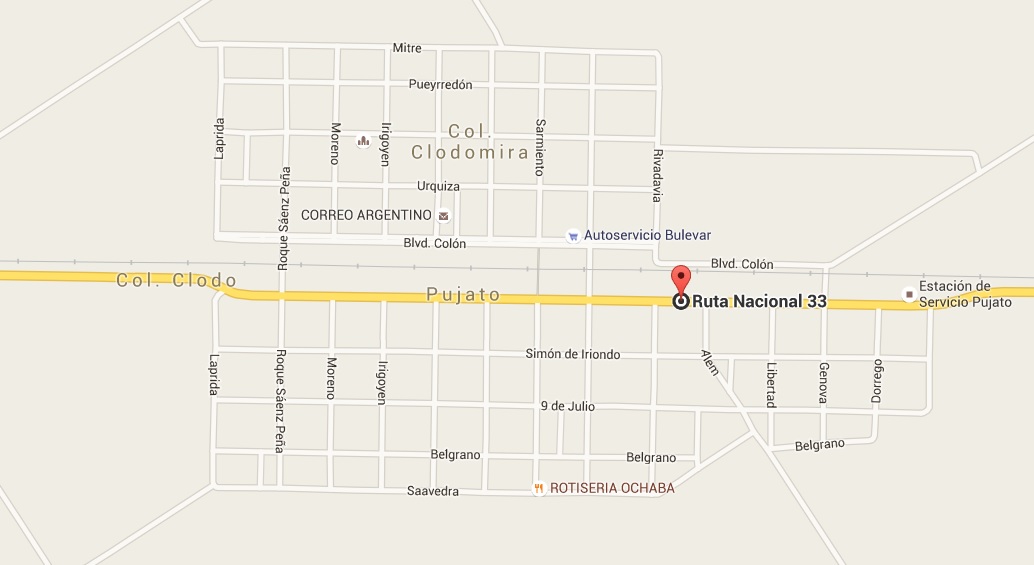 Mitre
Pueyrredón
Laprida
Moreno
Irigoyen
Col.
Clodomira
Sarmiento
Rivadavia
Urquiza
Roque Sáenz Peña
CORREO ARGENTINO
Blvd. Colón
Autoservicio Bulevar
Blvd. Colón
Col. Clodo
Pujato
Ruta Nacional 33
Estación de
Servicio Pujato
Simón de Iriondo
Laprida
Roque Sáenz Peña
Moreno
Irigoyen
Alem
Libertad
Genova
Dorrego
9 de Julio
Belgrano
Belgrano
Belgrano
Saavedra
ROTISERIA OCHABA